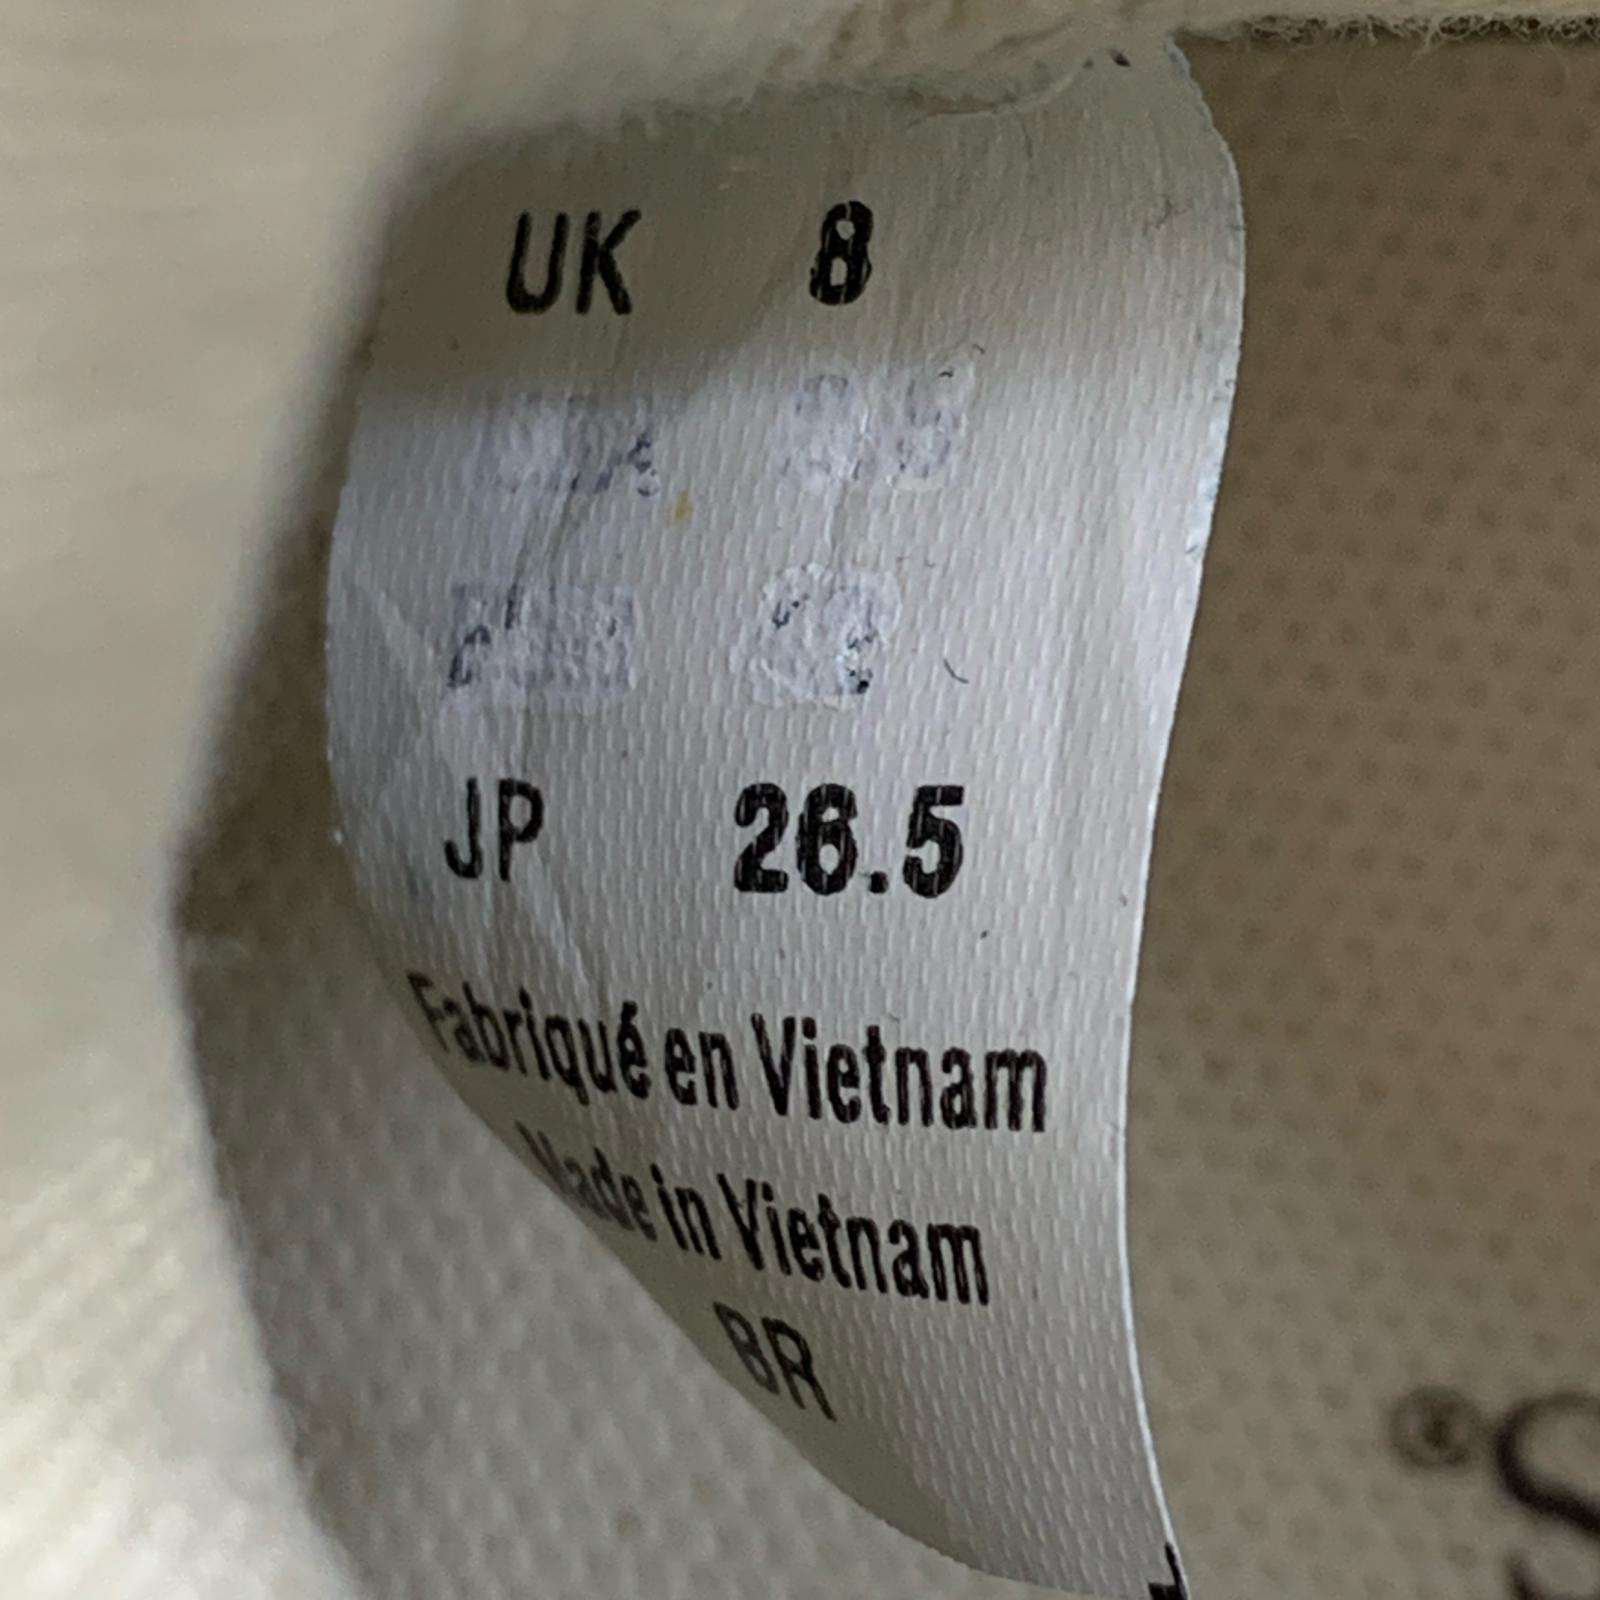 UK 8
JP 26.5
Fabriqué en Vietnam
Made in Vietnam
BR
®